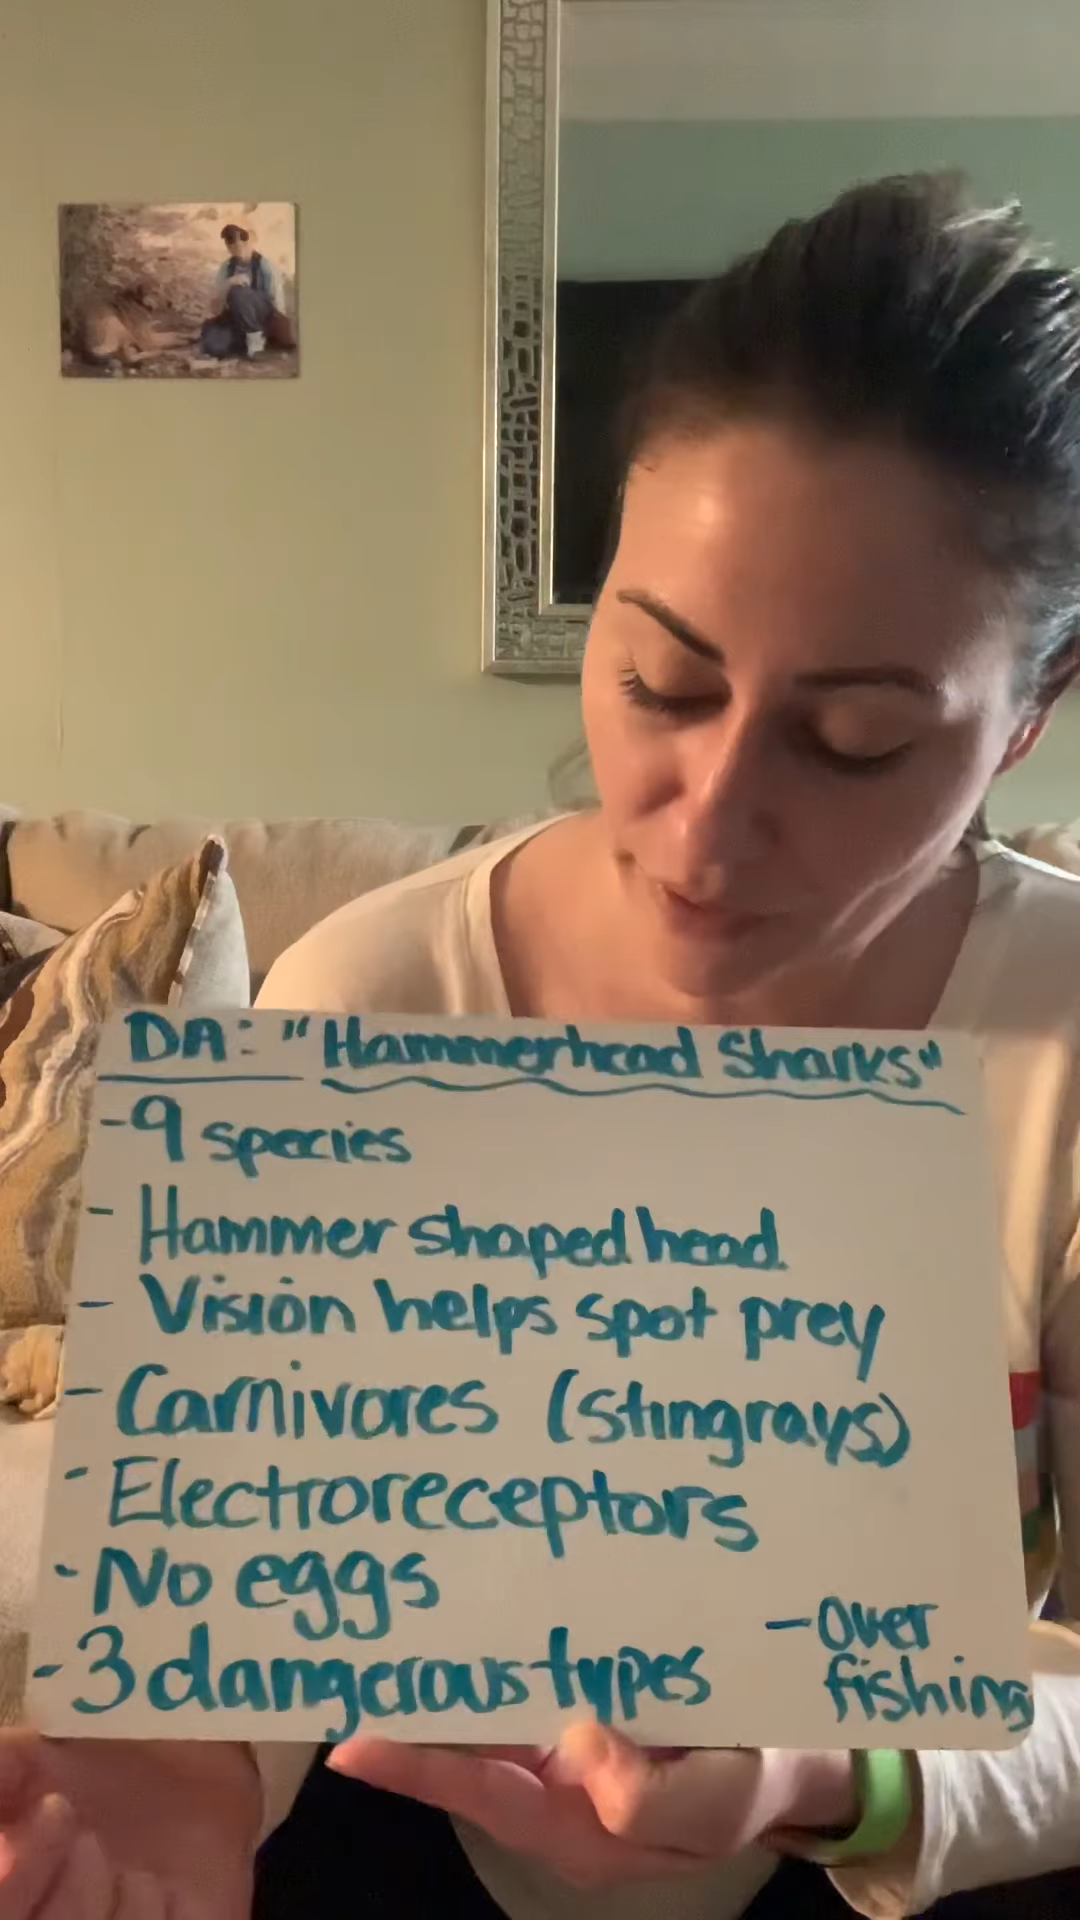 DA: "Hammerhead Sharks"
-9 species
- Hammer shaped head.
- Vision helps spot prey
- Carnivores (stingrays)
- Electroreceptors
- No eggs
- 3 dangerous types
- Over
fishing